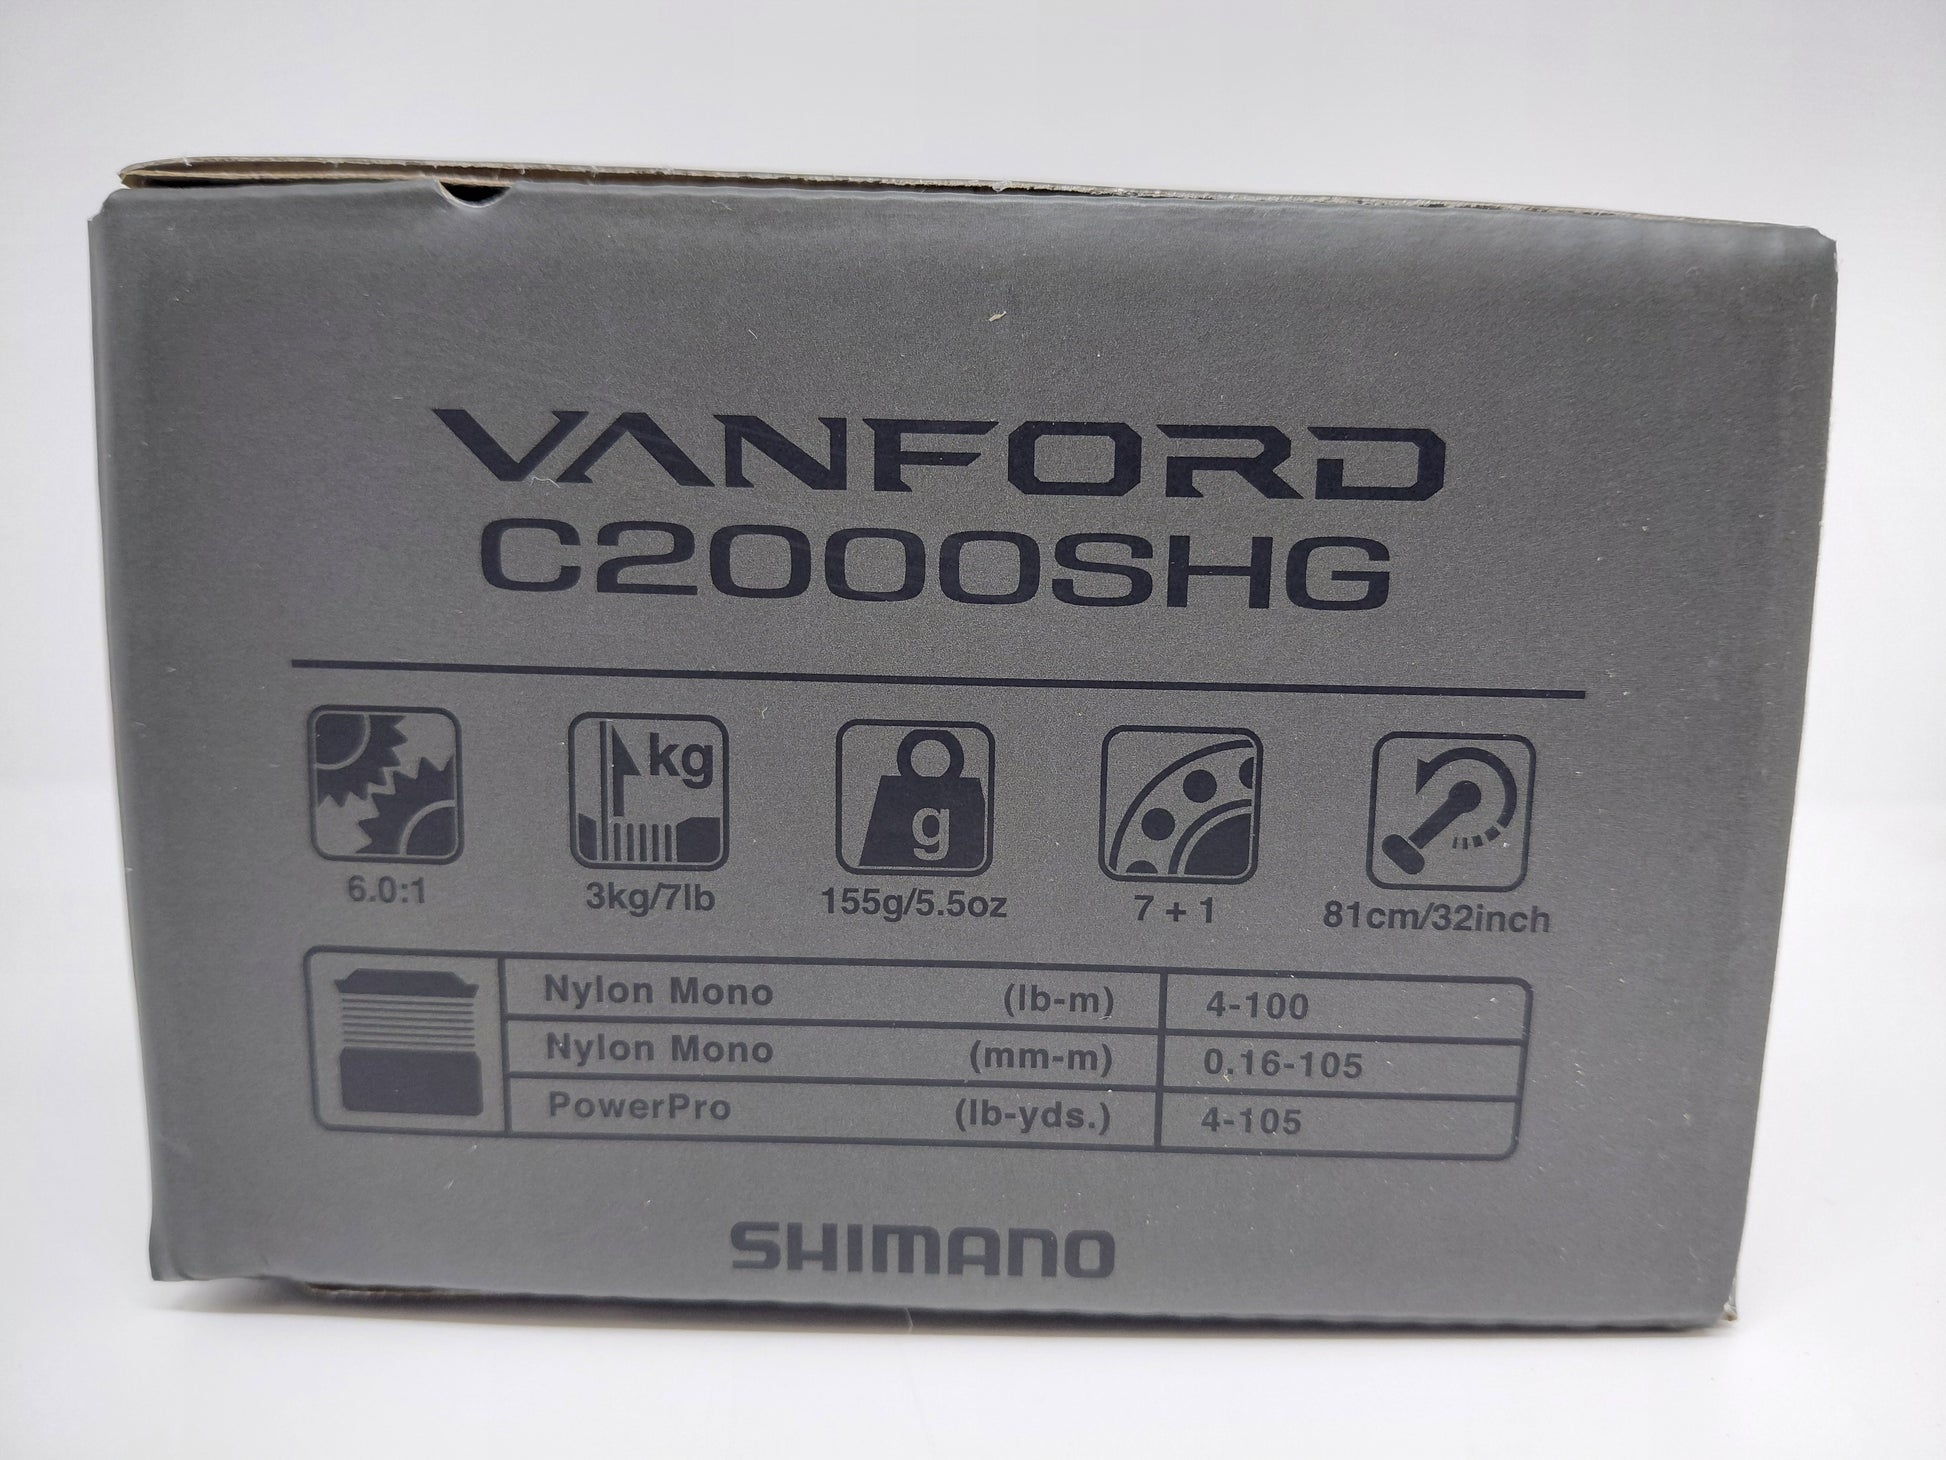 VANFORD
C2000SHG
kg
g
6.0:1
3kg/7lb
155g/5.5oz
7 + 1
81cm/32inch
Nylon Mono (lb-m) 4-100
Nylon Mono (mm-m) 0.16-105
PowerPro (lb-yds.) 4-105
SHIMANO